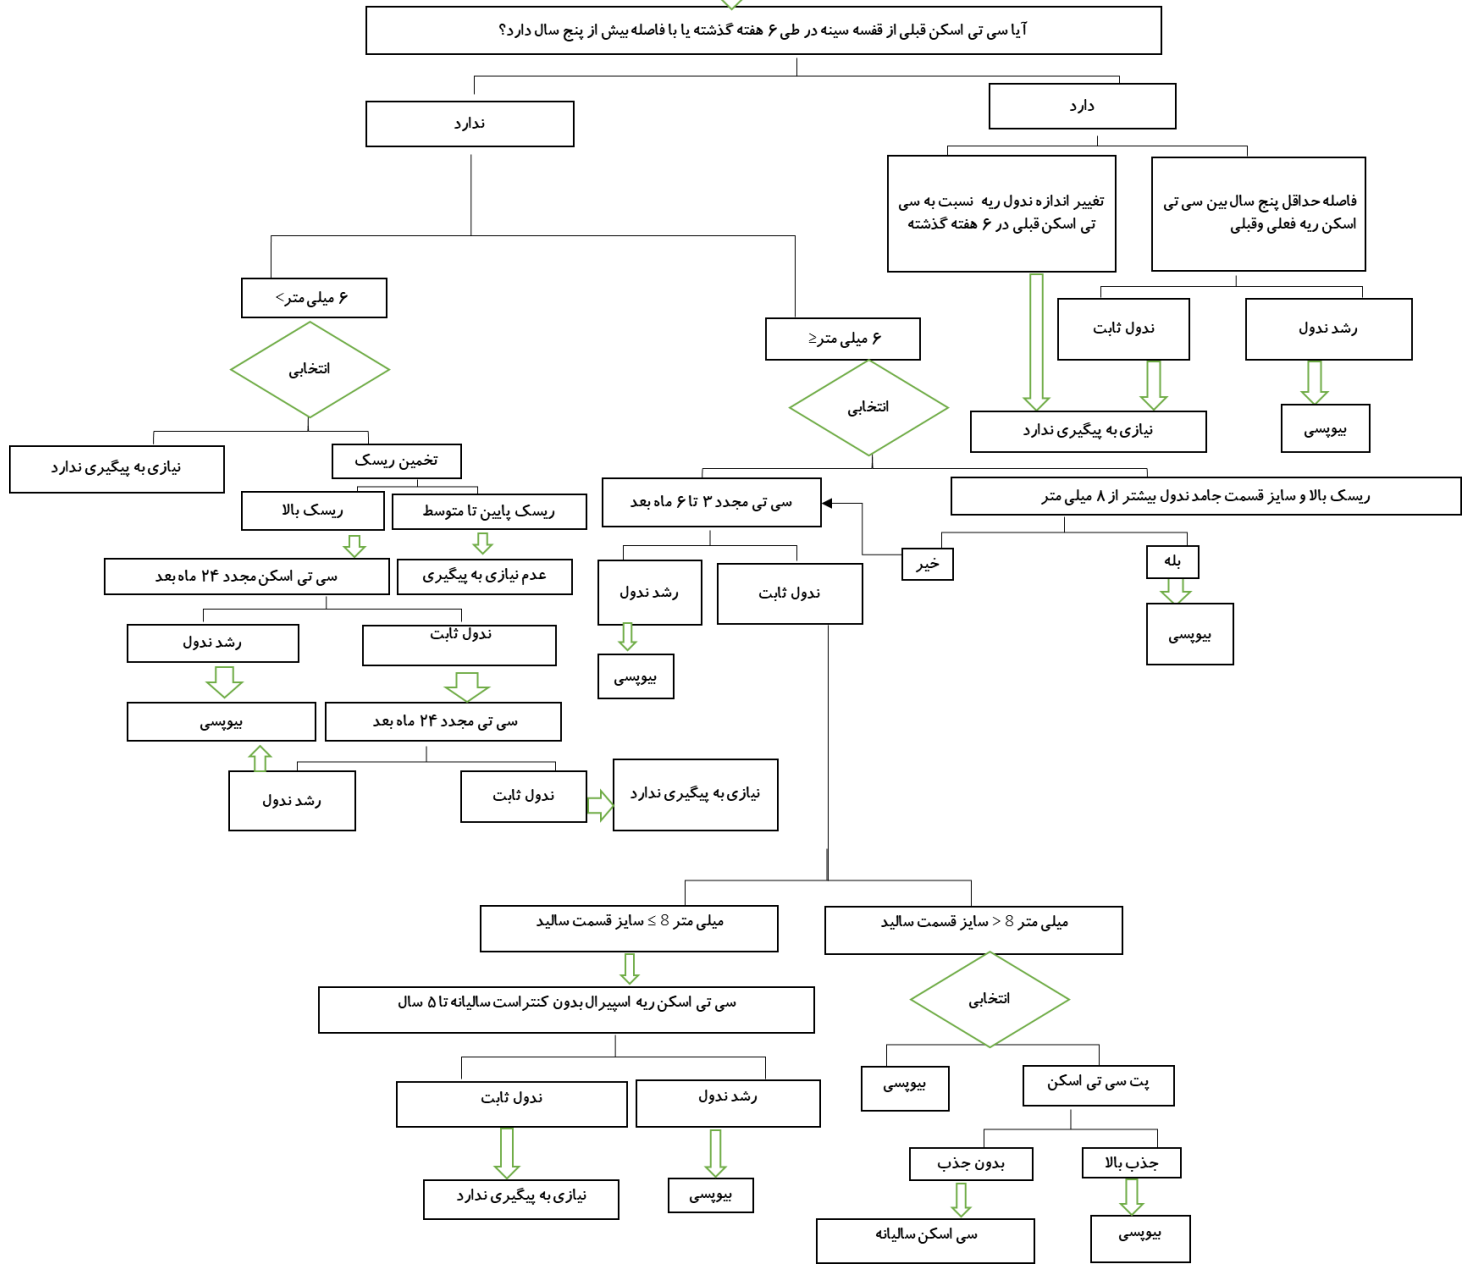 آیا سی تی اسکن قبلی از قفسه سینه در طی ۶ هفته گذشته یا با فاصله بیش از پنج سال دارد؟
دارد
ندارد
فاصله حداقل پنج سال بین سی تی
اسکن ریه فعلی وقبلی
تغییر اندازه ندول ریه نسبت به سی
تی اسکن قبلی در ۶ هفته گذشته
رشد ندول
ندول ثابت
بیوپسی
نیازی به پیگیری ندارد
۶ میلی متر≥
۶ میلی متر>
انتخابی
انتخابی
ریسک بالا و سایز قسمت جامد ندول بیشتر از ۸ میلی متر
سی تی مجدد ۳ تا ۶ ماه بعد
بله
خیر
بیوپسی
ندول ثابت
رشد ندول
بیوپسی
تخمین ریسک
نیازی به پیگیری ندارد
ریسک پایین تا متوسط
ریسک بالا
عدم نیازی به پیگیری
سی تی اسکن مجدد ۲۴ ماه بعد
ندول ثابت
رشد ندول
سی تی مجدد ۲۴ ماه بعد
بیوپسی
نیازی به پیگیری ندارد
ندول ثابت
رشد ندول
میلی متر 8 < سایز قسمت سالید
میلی متر 8 ≥ سایز قسمت سالید
انتخابی
سی تی اسکن ریه اسپیرال بدون کنتراست سالیانه تا ۵ سال
پت سی تی اسکن
بیوپسی
رشد ندول
ندول ثابت
جذب بالا
بدون جذب
بیوپسی
نیازی به پیگیری ندارد
بیوپسی
سی اسکن سالیانه